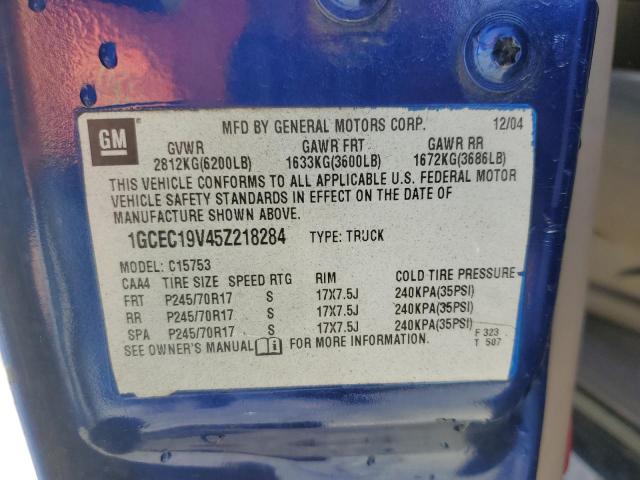 GM
MFD BY GENERAL MOTORS CORP. 12/04
GVWR GAWR FRT GAWR RR
2812KG(6200LB) 1633KG(3600LB) 1672KG(3686LB)
THIS VEHICLE CONFORMS TO ALL APPLICABLE U.S. FEDERAL MOTOR
VEHICLE SAFETY STANDARDS IN EFFECT ON THE DATE OF
MANUFACTURE SHOWN ABOVE.
1GCEC19V45Z218284 TYPE: TRUCK
MODEL: C15753
CAA4 TIRE SIZE SPEED RTG RIM COLD TIRE PRESSURE
FRT P245/70R17 S 17X7.5J 240KPA(35PSI)
RR P245/70R17 S 17X7.5J 240KPA(35PSI)
SPA P245/70R17 S 17X7.5J 240KPA(35PSI)
SEE OWNER'S MANUAL FOR MORE INFORMATION.
F 323
T 507